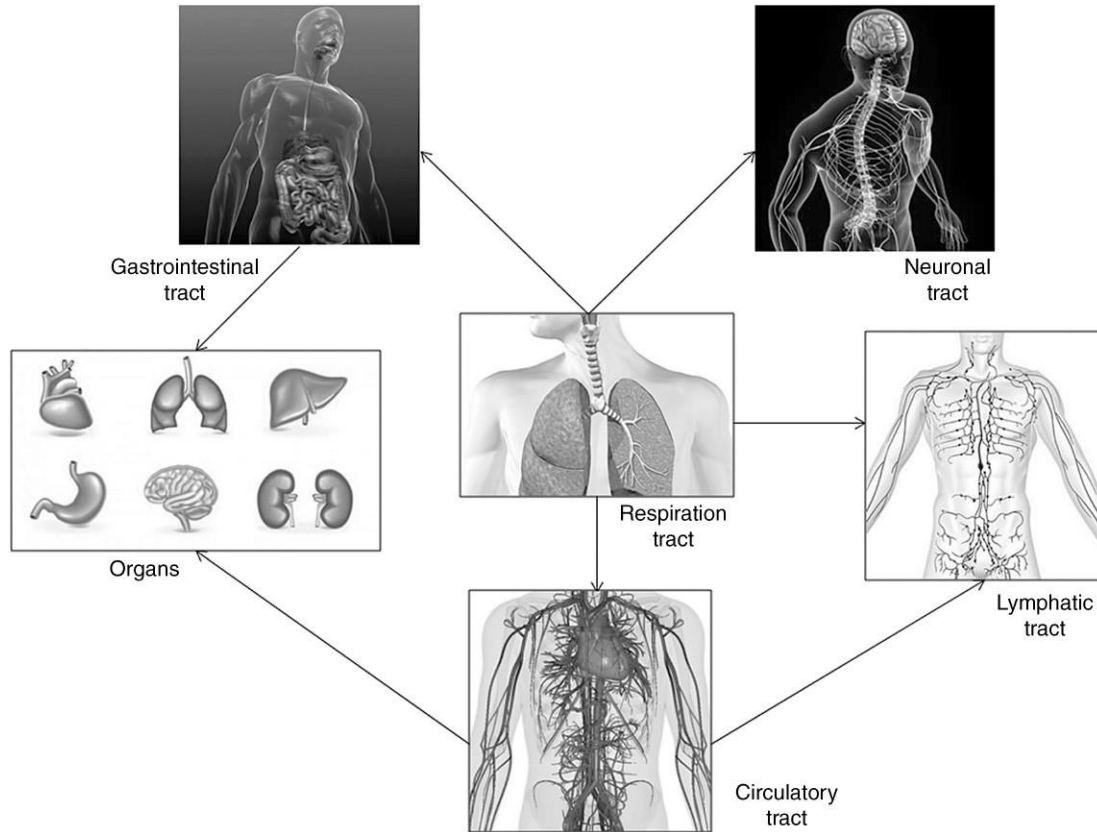 Gastrointestinal
tract
Neuronal
tract
Respiration
tract
Organs
Lymphatic
tract
Circulatory
tract